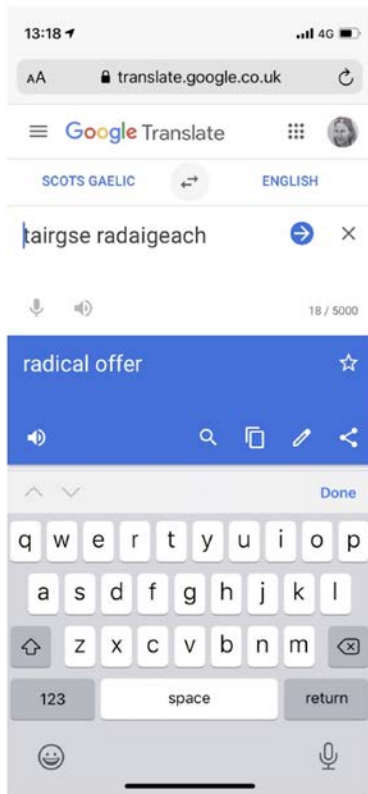 13:18
4G
AA translate.google.co.uk
Google Translate
SCOTS GAELIC ENGLISH
tairgse radaigeach
18 / 5000
radical offer
Done
q w e r t y u i o p
a s d f g h j k l
z x c v b n m
123 space return